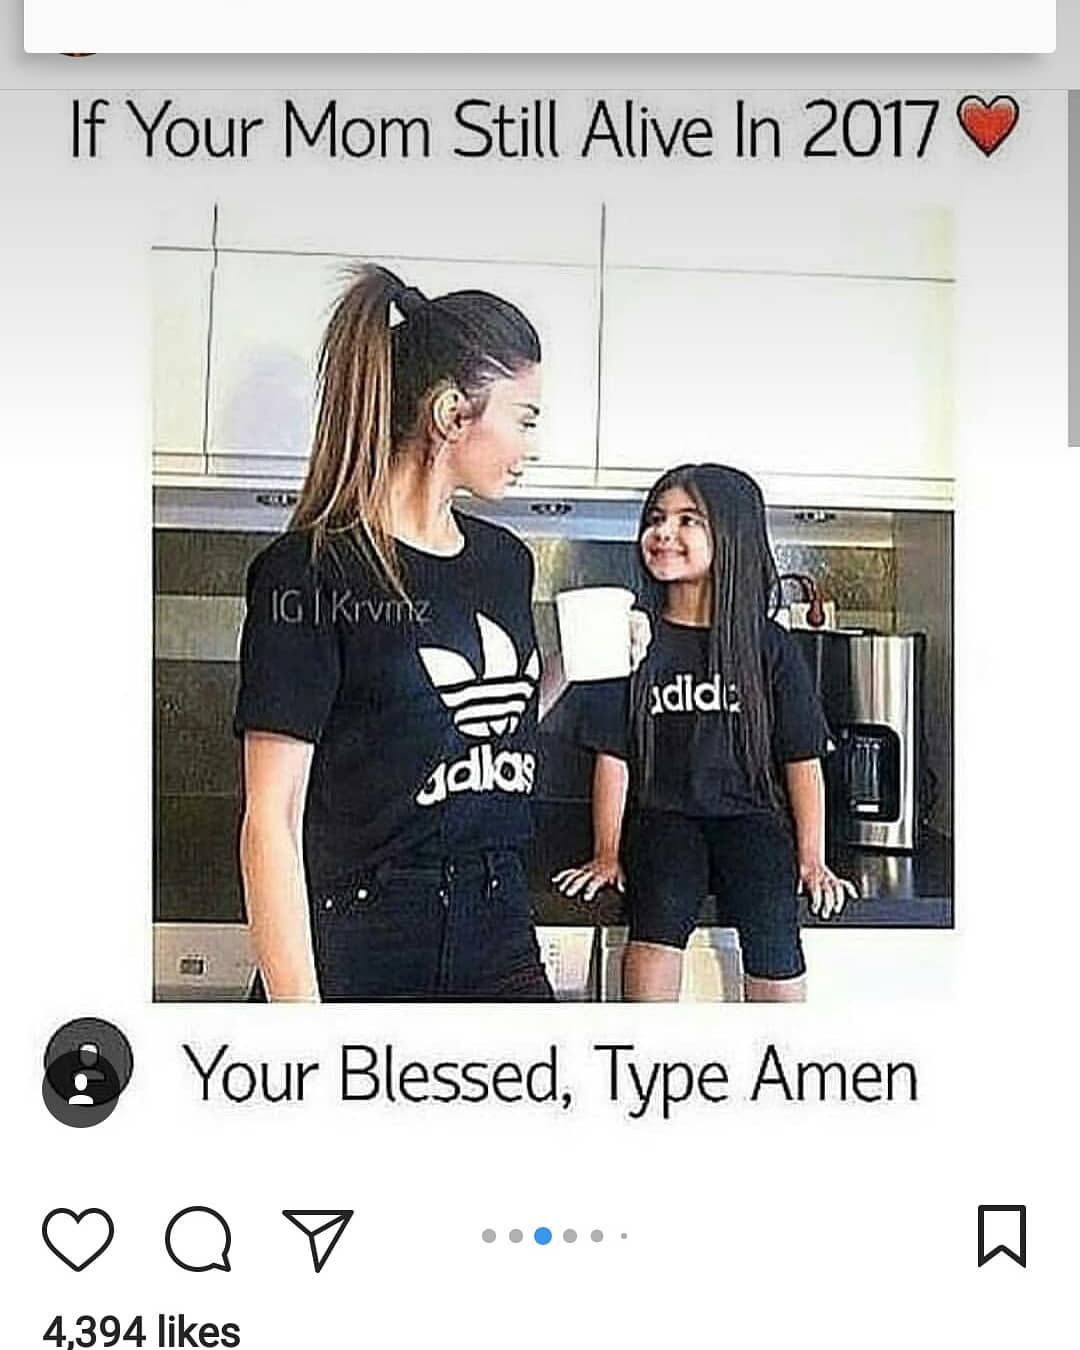 If Your Mom Still Alive In 2017 ❤
IG | Krvmz
adidas
adida
Your Blessed, Type Amen
4,394 likes